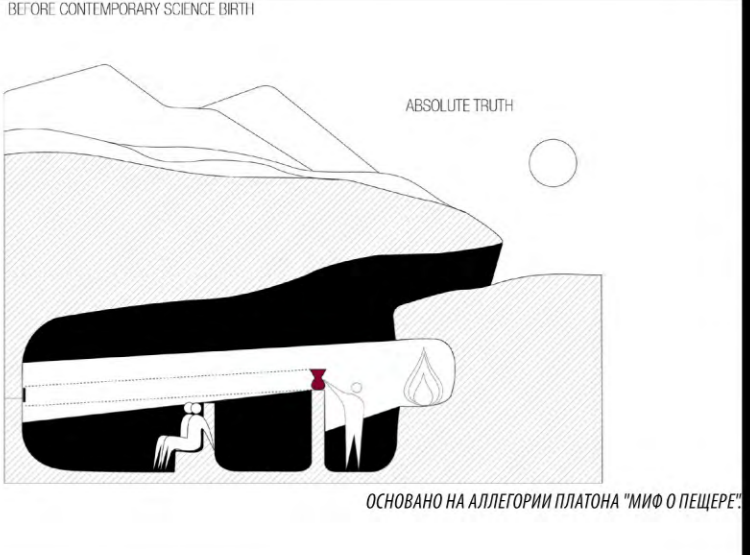 BEFORE CONTEMPORARY SCIENCE BIRTH
ABSOLUTE TRUTH
ОСНОВАНО НА АЛЛЕГОРИИ ПЛАТОНА "МИФ О ПЕЩЕРЕ".